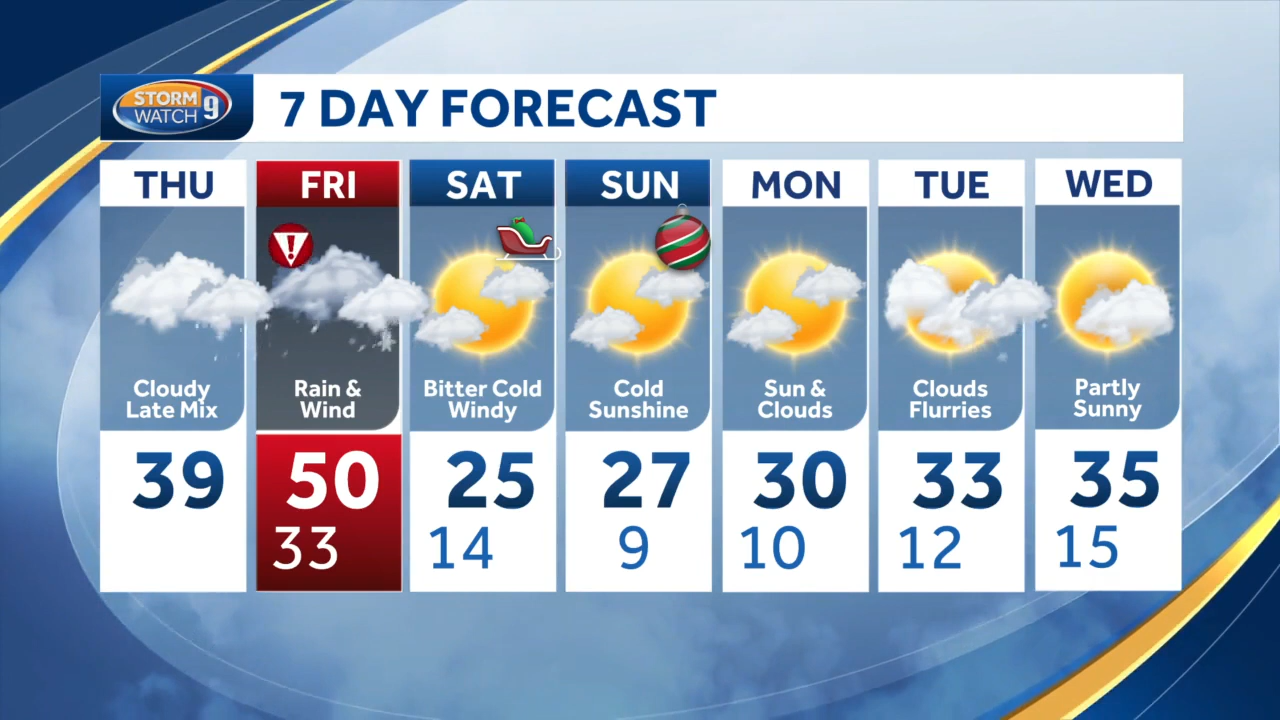 STORM
WATCH 9
7 DAY FORECAST
THU
FRI
SAT
SUN
MON
TUE
WED
!
Cloudy
Late Mix
Rain &
Wind
Bitter Cold
Windy
Cold
Sunshine
Sun &
Clouds
Clouds
Flurries
Partly
Sunny
39
50
25
27
30
33
35
33
14
9
10
12
15